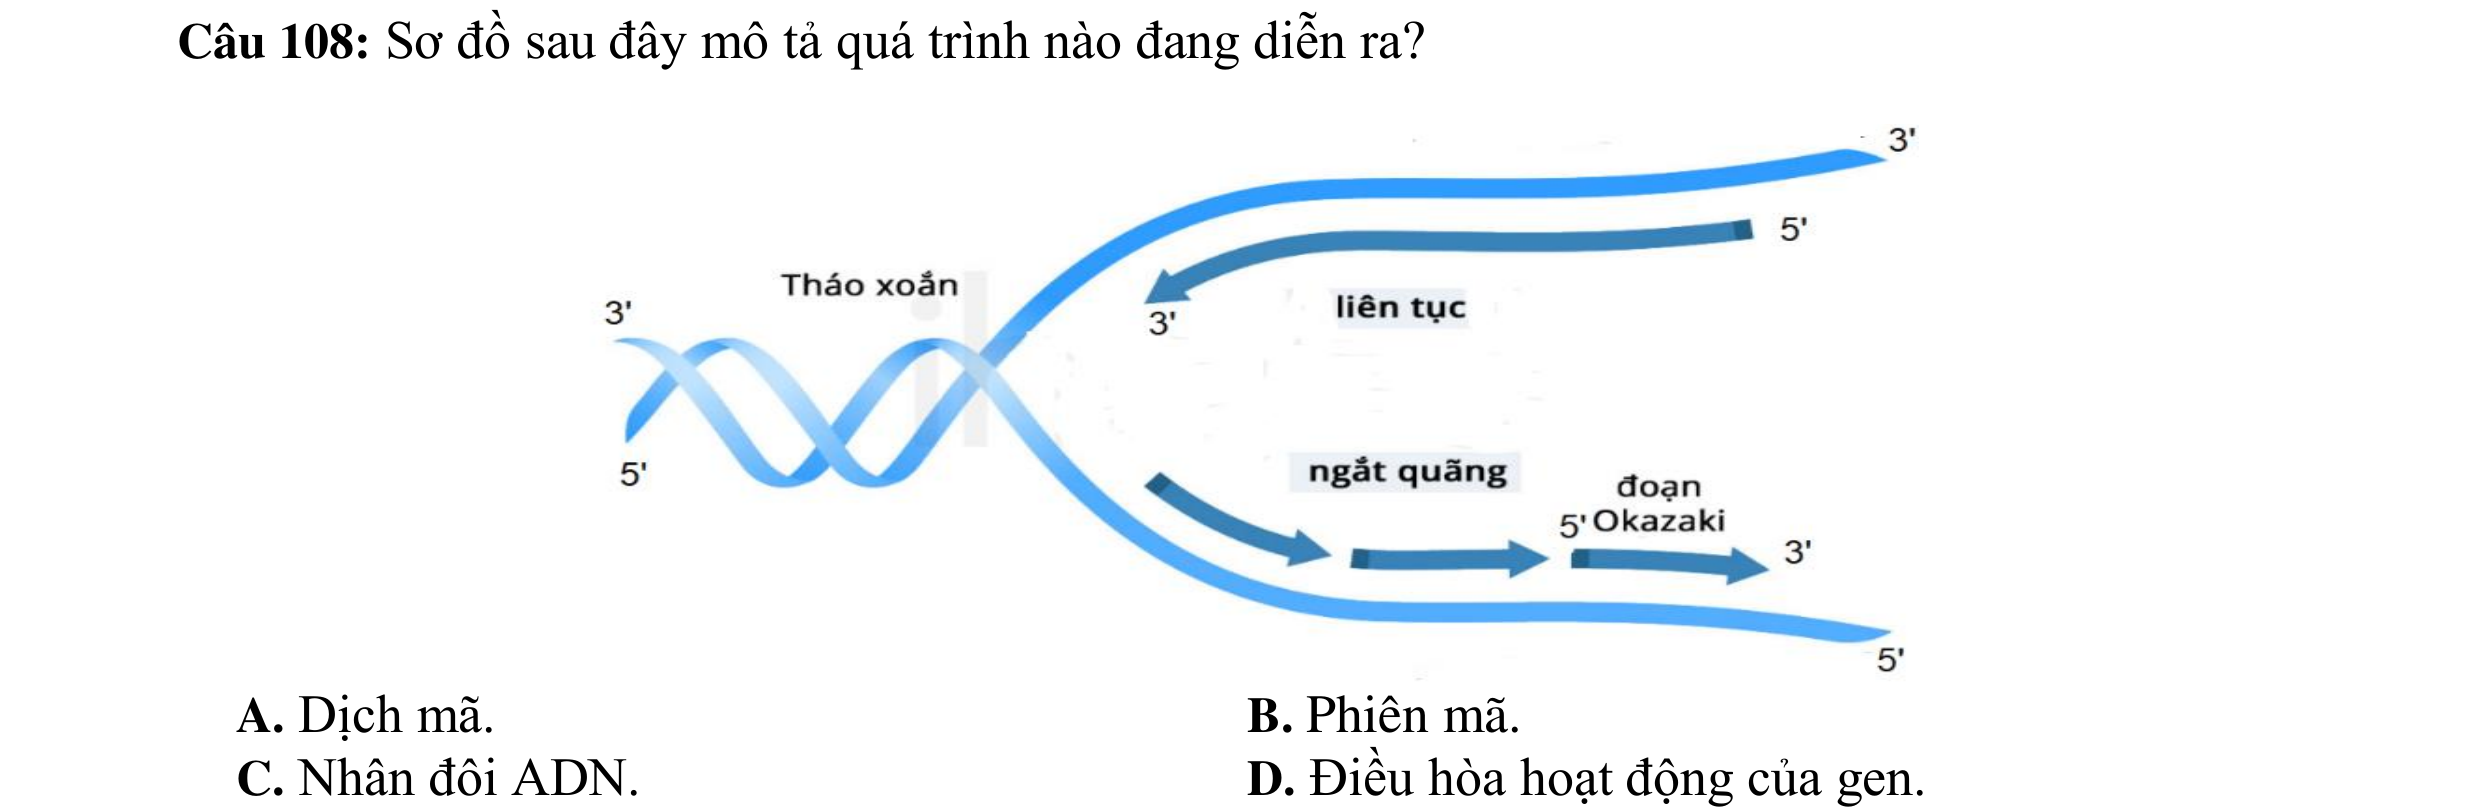 Câu 108: Sơ đồ sau đây mô tả quá trình nào đang diễn ra?
3'
5'
Tháo xoắn
3'
liên tục
3'
5'
ngắt quãng
đoạn
5' Okazaki
3'
5'
A. Dịch mã.
B. Phiên mã.
C. Nhân đôi ADN.
D. Điều hòa hoạt động của gen.